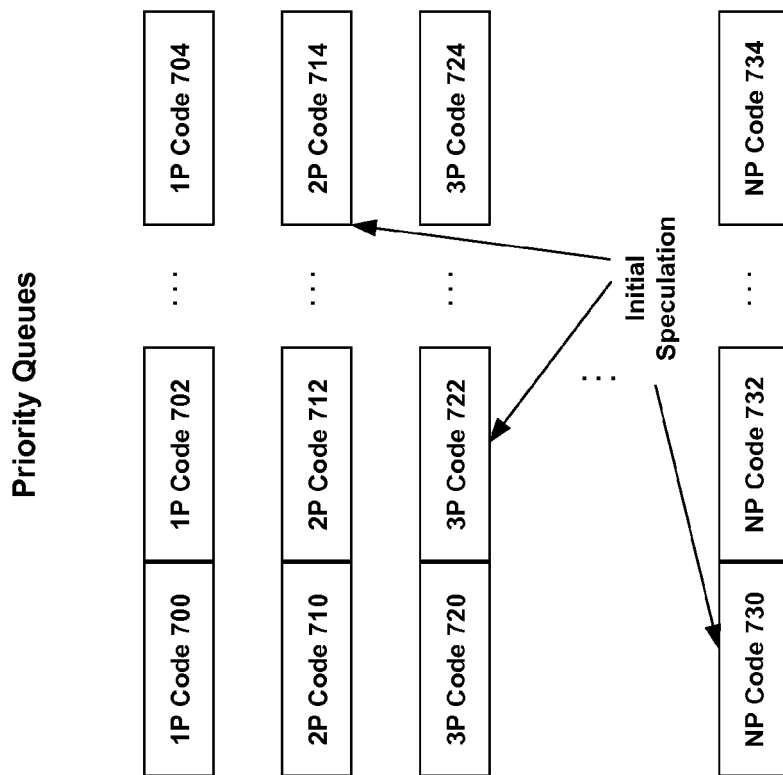 Priority Queues
1P Code 700
1P Code 702
. . .
1P Code 704
2P Code 710
2P Code 712
. . .
2P Code 714
3P Code 720
3P Code 722
. . .
3P Code 724
. . .
Initial
Speculation
NP Code 730
NP Code 732
. . .
NP Code 734